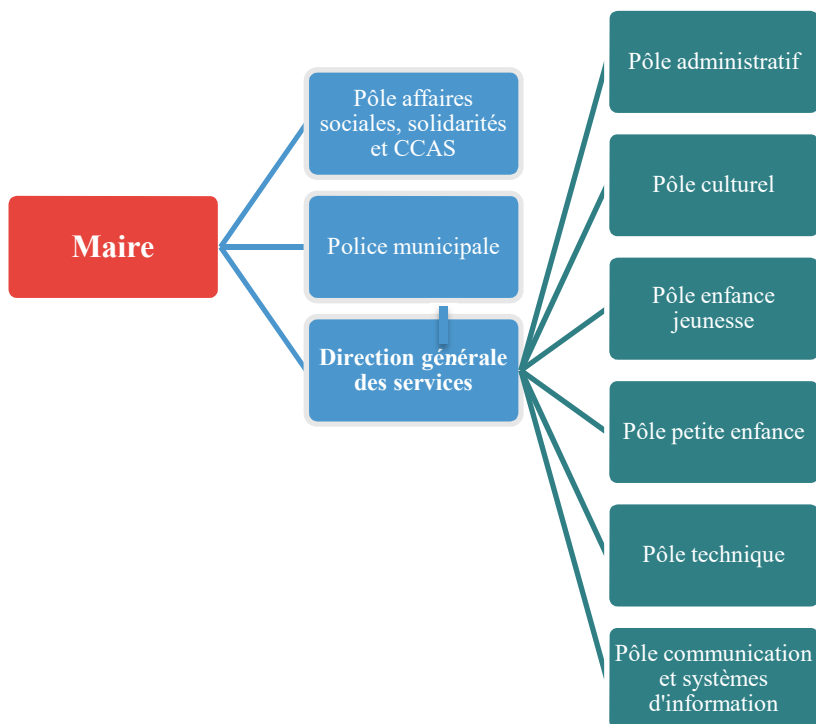 Maire
Pôle affaires
sociales, solidarités
et CCAS
Police municipale
Direction générale
des services
Pôle administratif
Pôle culturel
Pôle enfance
jeunesse
Pôle petite enfance
Pôle technique
Pôle communication
et systèmes
d'information